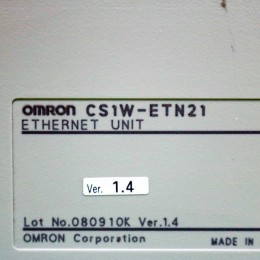 OMRON CS1W-ETN21
ETHERNET UNIT
Ver. 1.4
Lot No.080910K Ver.1.4
OMRON Corporation MADE IN